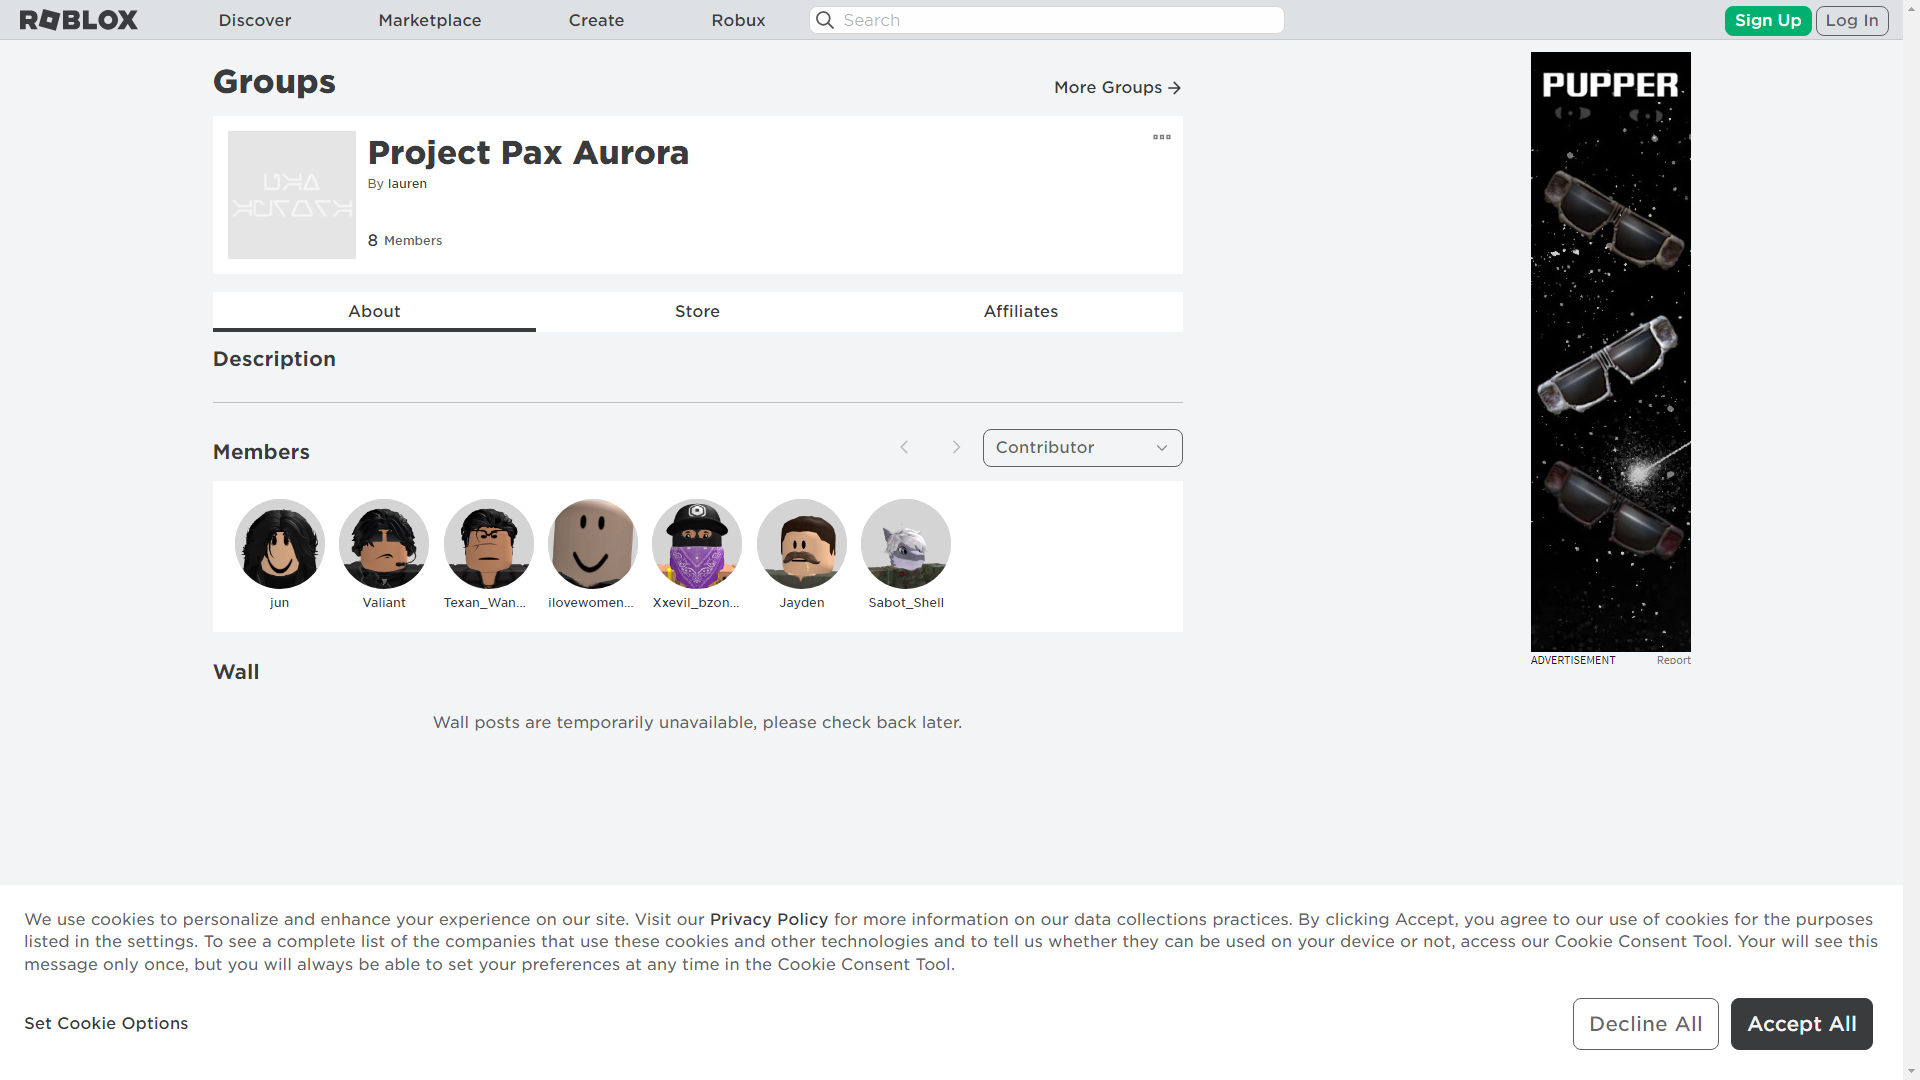 ROBLOX
Discover
Marketplace
Create
Robux
Search
Sign Up
Log In
Groups
More Groups
Project Pax Aurora
By lauren
8 Members
About
Store
Affiliates
Description
Members
Contributor
jun
Valiant
Texan_Wan...
ilovewomen...
Xxevil_bzon...
Jayden
Sabot_Shell
Wall
Wall posts are temporarily unavailable, please check back later.
PUPPER
ADVERTISEMENT
Report
We use cookies to personalize and enhance your experience on our site. Visit our Privacy Policy for more information on our data collections practices. By clicking Accept, you agree to our use of cookies for the purposes
listed in the settings. To see a complete list of the companies that use these cookies and other technologies and to tell us whether they can be used on your device or not, access our Cookie Consent Tool. Your will see this
message only once, but you will always be able to set your preferences at any time in the Cookie Consent Tool.
Set Cookie Options
Decline All
Accept All